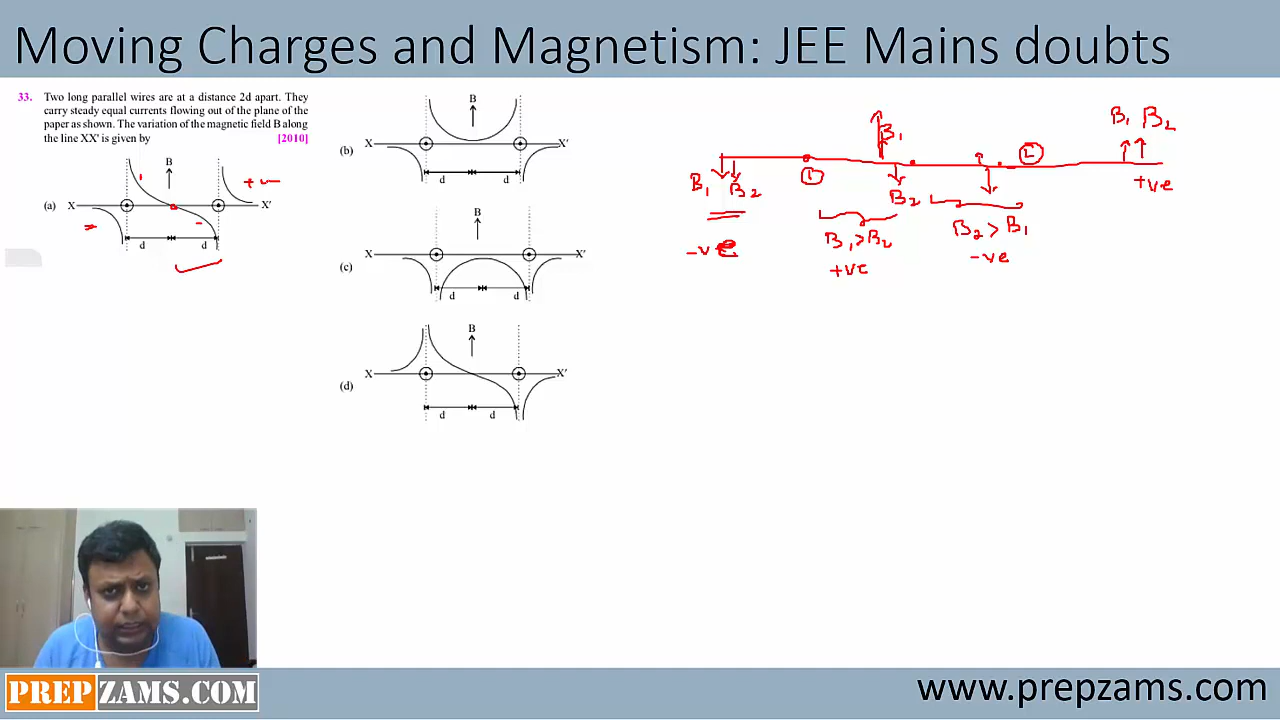 Moving Charges and Magnetism: JEE Mains doubts
33. Two long parallel wires are at a distance 2d apart. They
carry steady equal currents flowing out of the plane of the
paper as shown. The variation of the magnetic field B along
the line XX' is given by [2010]
B
(a) X X'
d d
+ve
B
(b) X X'
d d
B
(c) X X'
d d
B
(d) X X'
d d
B1 B2
-ve
1
B1
B2
B1 > B2
+ve
2
B2 > B1
-ve
B1 B2
+ve
PREPZAMS.COM
www.prepzams.com